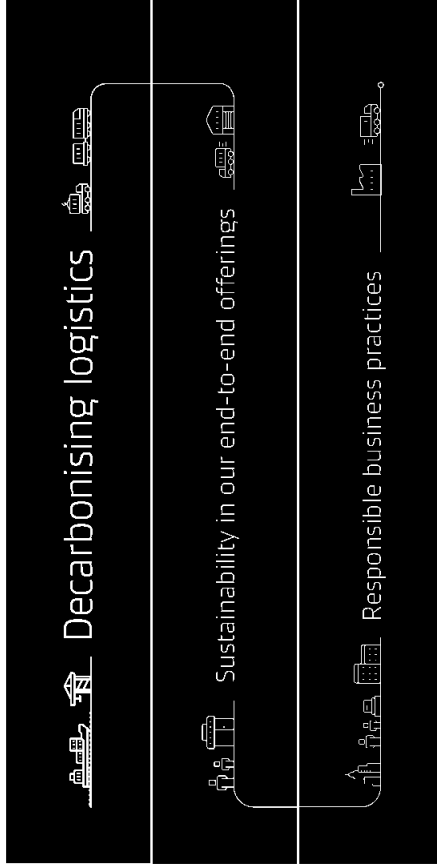 Decarbonising logistics
Sustainability in our end-to-end offerings
Responsible business practices